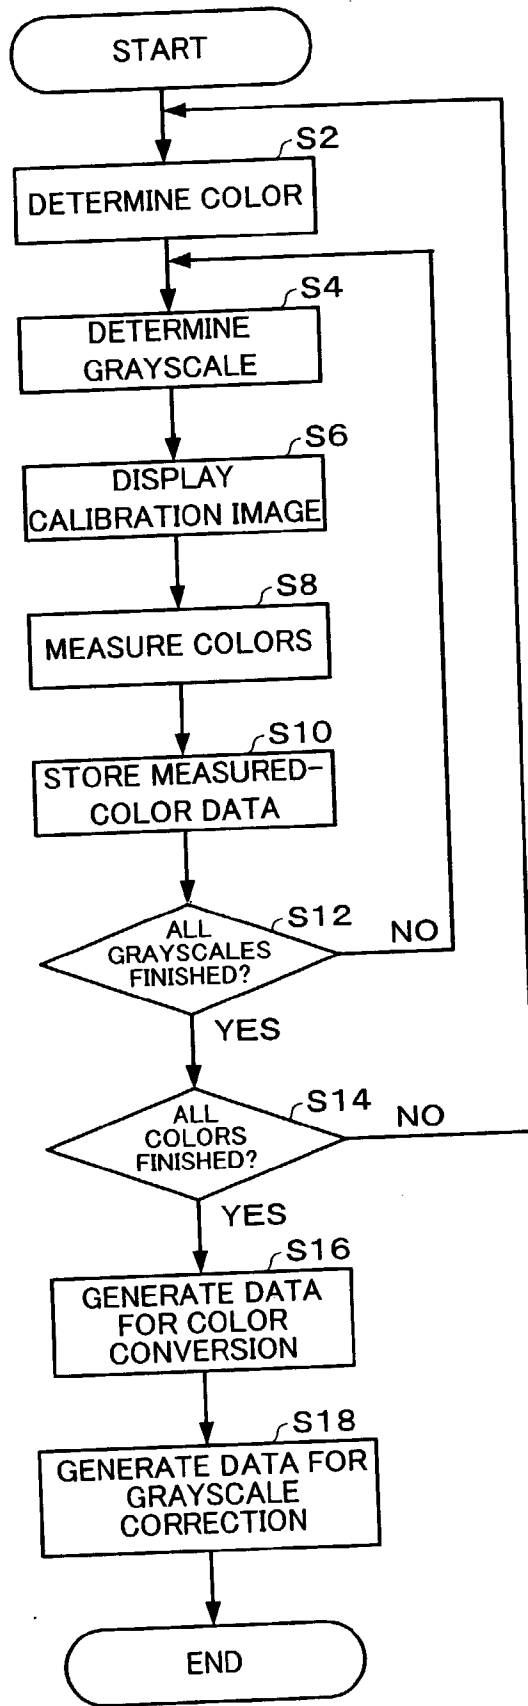 START
S2
DETERMINE COLOR
S4
DETERMINE
GRAYSCALE
S6
DISPLAY
CALIBRATION IMAGE
S8
MEASURE COLORS
S10
STORE MEASURED-
COLOR DATA
S12
ALL
GRAYSCALES
FINISHED?
NO
YES
S14
ALL
COLORS
FINISHED?
NO
YES
S16
GENERATE DATA
FOR COLOR
CONVERSION
S18
GENERATE DATA FOR
GRAYSCALE
CORRECTION
END